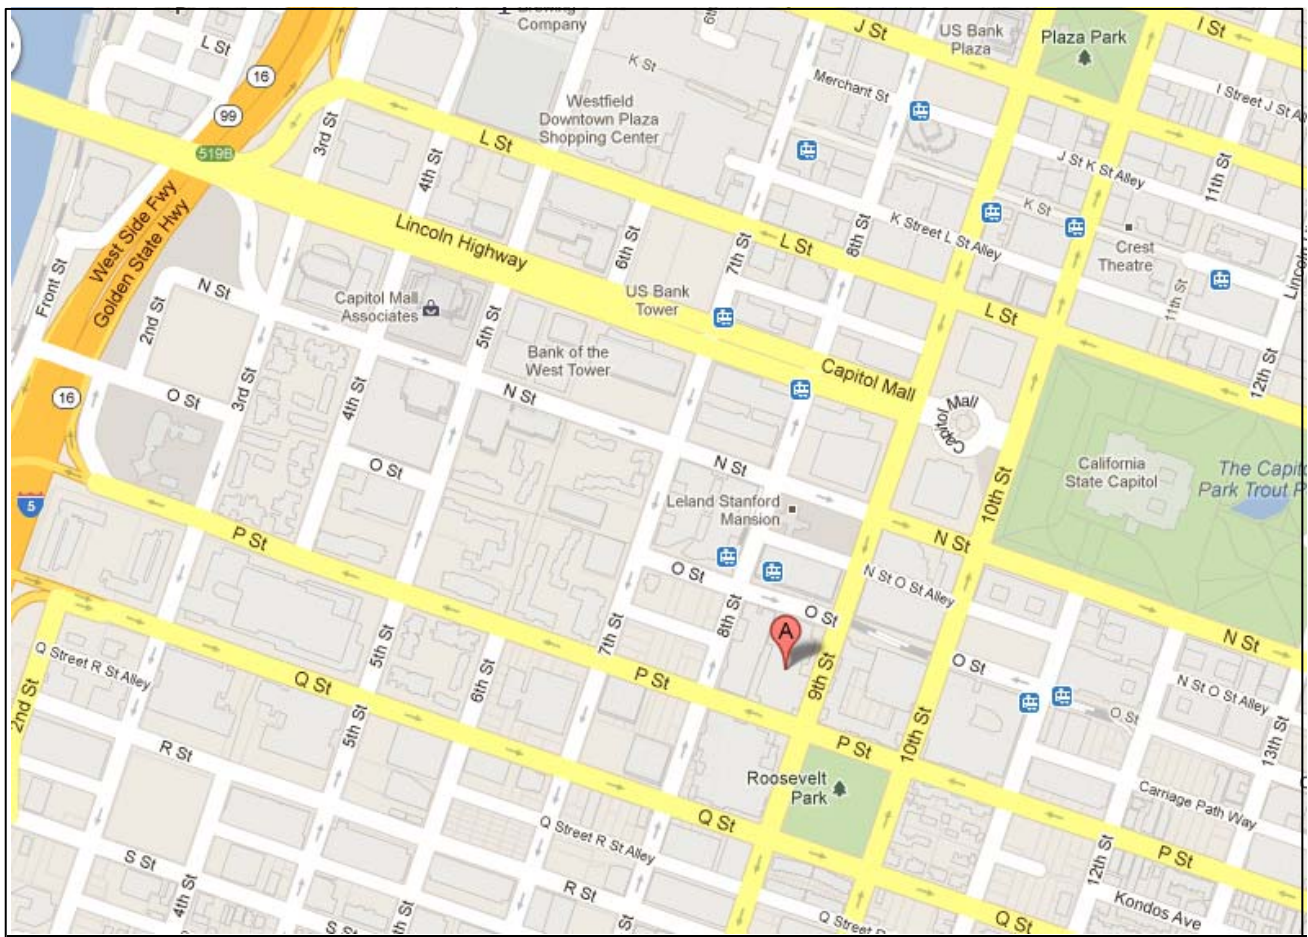 Brewing
Company
J St
US Bank
Plaza
Plaza Park
I St
L St
16
K St
Merchant St
I Street J St Al
99
Westfield
Downtown Plaza
Shopping Center
3rd St
519B
L St
4th St
J St K St Alley
11th St
West Side Fwy
Golden State Hwy
Lincoln Highway
6th St
7th St
L St
8th St
K Street L St Alley
K St
Crest
Theatre
Front St
N St
2nd St
Capitol Mall
Associates
5th St
US Bank
Tower
L St
11th St
Lincoln
Bank of the
West Tower
Capitol Mall
12th St
16
O St
3rd St
4th St
N St
Capitol Mall
O St
N St
California
State Capitol
The Capito
Park Trout P
5
Leland Stanford
Mansion
10th St
P St
N St
O St
N St O St Alley
8th St
O St
A
N St
Q Street R St Alley
5th St
7th St
9th St
O St
2nd St
Q St
6th St
P St
N St O St Alley
O St
5th St
10th St
P St
13th St
R St
Roosevelt
Park
Carriage Path Way
Q St
Q Street R St Alley
P St
S St
12th St
4th St
R St
Kondos Ave
S St
th St
St
Q Street R
Q St